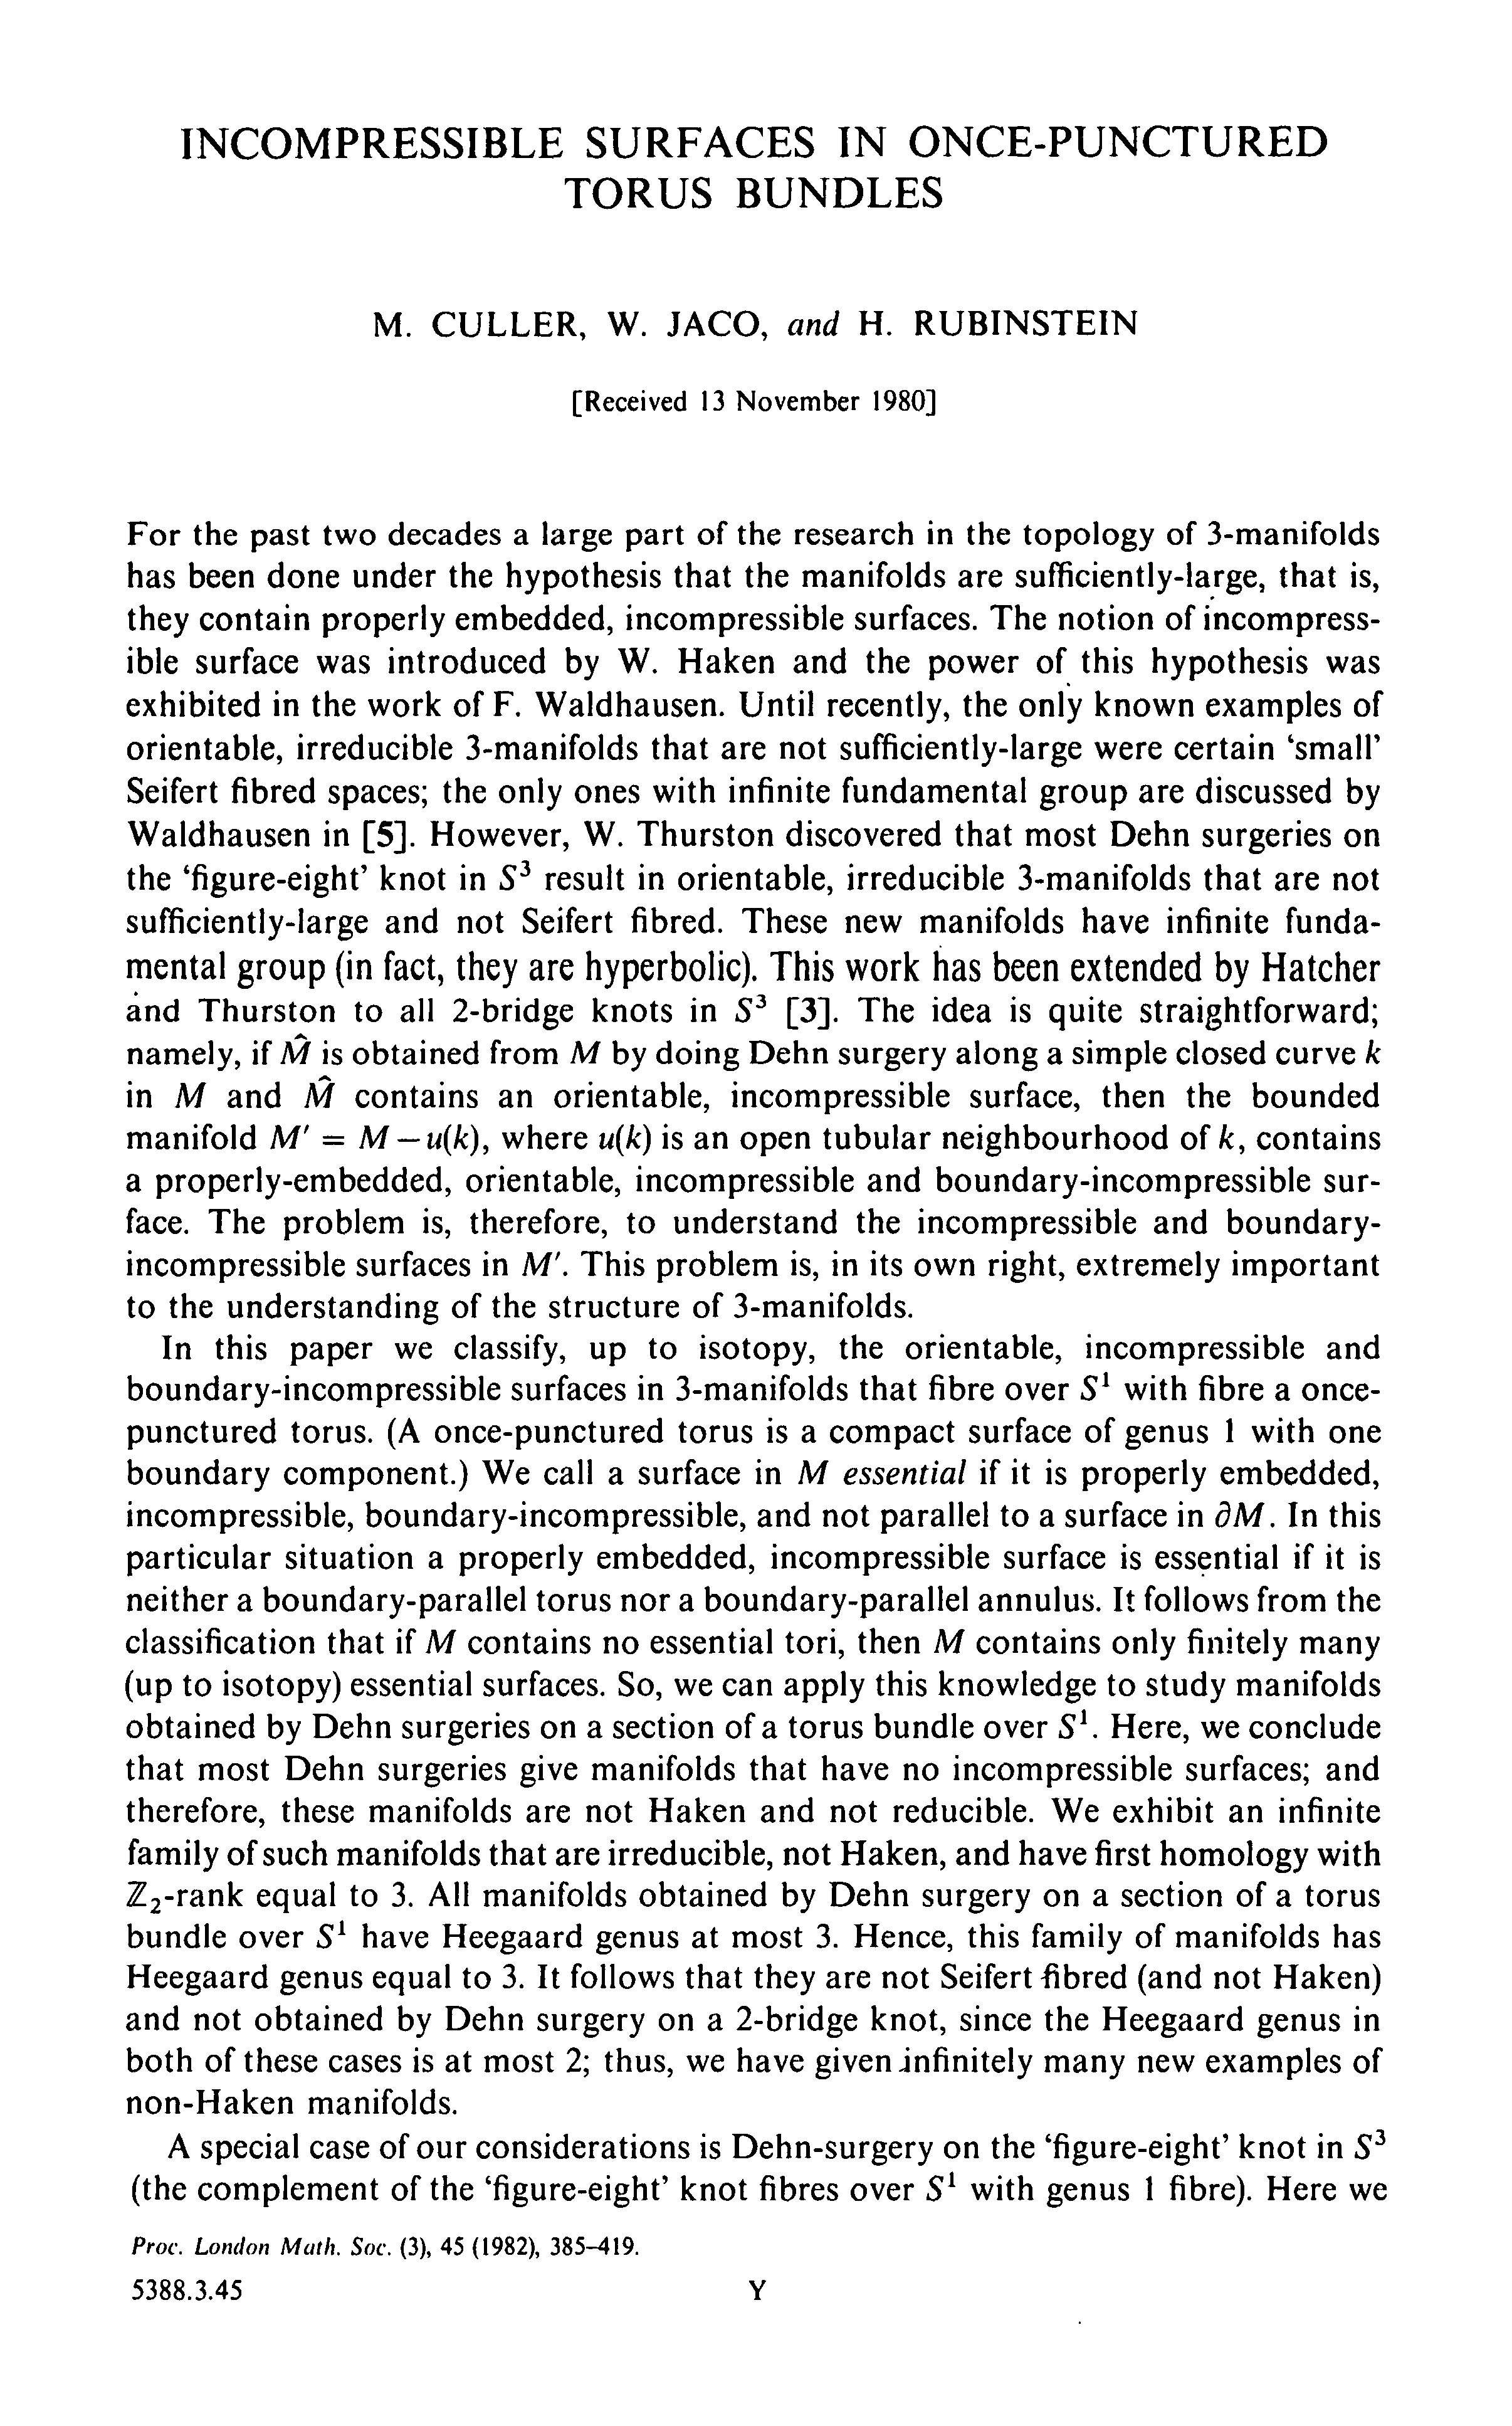 INCOMPRESSIBLE SURFACES IN ONCE-PUNCTURED
TORUS BUNDLES
M. CULLER, W. JACO, and H. RUBINSTEIN
[Received 13 November 1980]
For the past two decades a large part of the research in the topology of 3-manifolds
has been done under the hypothesis that the manifolds are sufficiently-large, that is,
they contain properly embedded, incompressible surfaces. The notion of incompress-
ible surface was introduced by W. Haken and the power of this hypothesis was
exhibited in the work of F. Waldhausen. Until recently, the only known examples of
orientable, irreducible 3-manifolds that are not sufficiently-large were certain ‘small’
Seifert fibred spaces; the only ones with infinite fundamental group are discussed by
Waldhausen in [5]. However, W. Thurston discovered that most Dehn surgeries on
the ‘figure-eight’ knot in S³ result in orientable, irreducible 3-manifolds that are not
sufficiently-large and not Seifert fibred. These new manifolds have infinite funda-
mental group (in fact, they are hyperbolic). This work has been extended by Hatcher
and Thurston to all 2-bridge knots in S³ [3]. The idea is quite straightforward;
namely, if M̂ is obtained from M by doing Dehn surgery along a simple closed curve k
in M and M̂ contains an orientable, incompressible surface, then the bounded
manifold M′ = M − u(k), where u(k) is an open tubular neighbourhood of k, contains
a properly-embedded, orientable, incompressible and boundary-incompressible sur-
face. The problem is, therefore, to understand the incompressible and boundary-
incompressible surfaces in M′. This problem is, in its own right, extremely important
to the understanding of the structure of 3-manifolds.
In this paper we classify, up to isotopy, the orientable, incompressible and
boundary-incompressible surfaces in 3-manifolds that fibre over S¹ with fibre a once-
punctured torus. (A once-punctured torus is a compact surface of genus 1 with one
boundary component.) We call a surface in M essential if it is properly embedded,
incompressible, boundary-incompressible, and not parallel to a surface in ∂M. In this
particular situation a properly embedded, incompressible surface is essential if it is
neither a boundary-parallel torus nor a boundary-parallel annulus. It follows from the
classification that if M contains no essential tori, then M contains only finitely many
(up to isotopy) essential surfaces. So, we can apply this knowledge to study manifolds
obtained by Dehn surgeries on a section of a torus bundle over S¹. Here, we conclude
that most Dehn surgeries give manifolds that have no incompressible surfaces; and
therefore, these manifolds are not Haken and not reducible. We exhibit an infinite
family of such manifolds that are irreducible, not Haken, and have first homology with
ℤ₂-rank equal to 3. All manifolds obtained by Dehn surgery on a section of a torus
bundle over S¹ have Heegaard genus at most 3. Hence, this family of manifolds has
Heegaard genus equal to 3. It follows that they are not Seifert fibred (and not Haken)
and not obtained by Dehn surgery on a 2-bridge knot, since the Heegaard genus in
both of these cases is at most 2; thus, we have given infinitely many new examples of
non-Haken manifolds.
A special case of our considerations is Dehn-surgery on the ‘figure-eight’ knot in S³
(the complement of the ‘figure-eight’ knot fibres over S¹ with genus 1 fibre). Here we
Proc. London Math. Soc. (3), 45 (1982), 385–419.
5388.3.45 Y